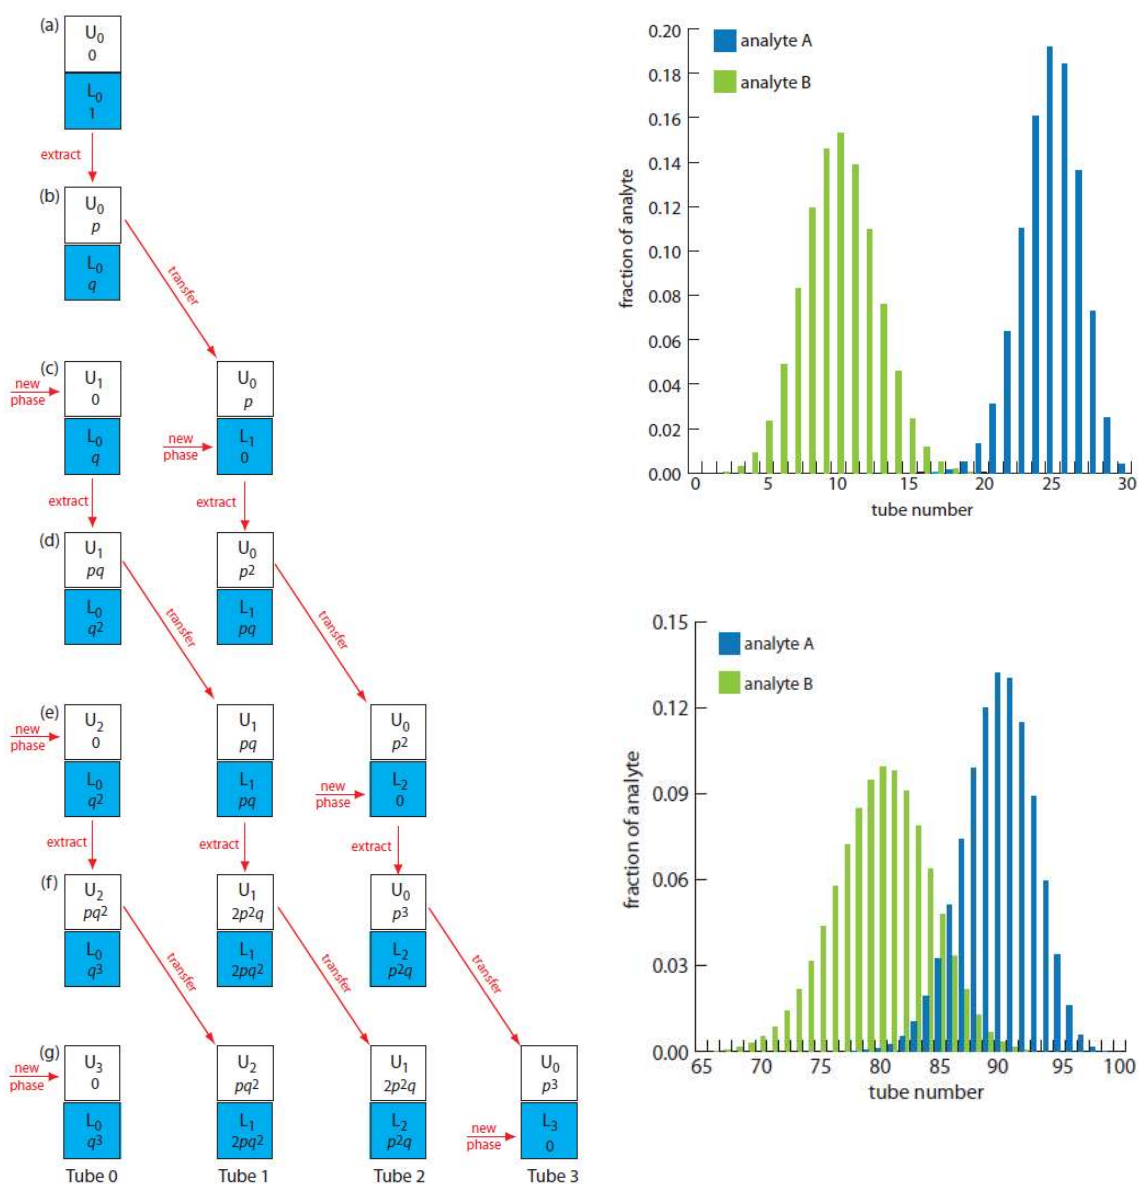 (a)
U0
0
L0
1
extract
(b)
U0
p
L0
q
transfer
(c)
new
phase
U1
0
L0
q
U0
p
new
phase
L1
0
extract
extract
(d)
U1
pq
L0
q2
U0
p2
L1
pq
transfer
transfer
(e)
new
phase
U2
0
L0
q2
U1
pq
L1
pq
U0
p2
new
phase
L2
0
extract
extract
extract
(f)
U2
pq2
L0
q3
U1
2p2q
L1
2pq2
U0
p3
L2
p2q
transfer
transfer
transfer
(g)
new
phase
U3
0
L0
q3
U2
pq2
L1
2pq2
U1
2p2q
L2
p2q
U0
p3
new
phase
L3
0
Tube 0 Tube 1 Tube 2 Tube 3
analyte A
analyte B
0.20
0.18
0.16
0.14
0.12
0.10
0.08
0.06
0.04
0.02
0.00
fraction of analyte
0 5 10 15 20 25 30
tube number
analyte A
analyte B
0.15
0.12
0.09
0.06
0.03
0.00
fraction of analyte
65 70 75 80 85 90 95 100
tube number